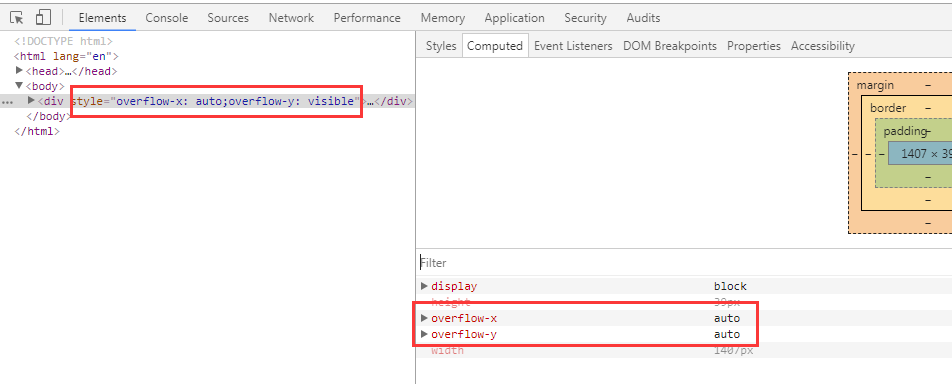 Elements Console Sources Network Performance Memory Application Security Audits
<!DOCTYPE html>
<html lang="en">
▶<head>…</head>
▼<body>
… ▶<div style="overflow-x: auto;overflow-y: visible">…</div>
</body>
</html>
Styles Computed Event Listeners DOM Breakpoints Properties Accessibility
margin –
border –
padding –
– – – 1407 × 39
–
–
–
Filter
▶ display block
height 39px
▶ overflow-x auto
▶ overflow-y auto
width 1407px